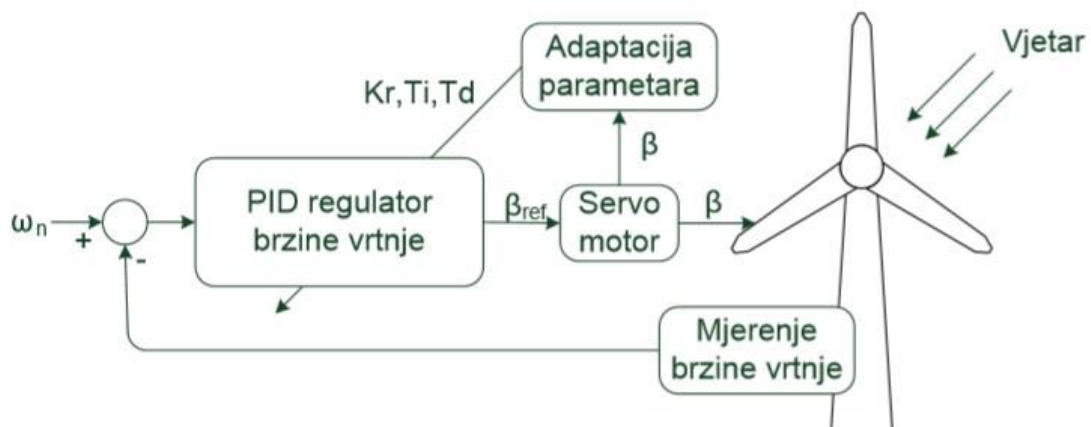 Adaptacija
parametara
Vjetar
Kr,Ti,Td
β
PID regulator
brzine vrtnje
ωn
+
-
βref
Servo
motor
β
Mjerenje
brzine vrtnje